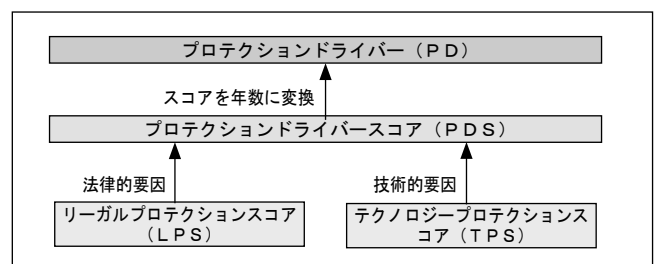 プロテクションドライバー（ＰＤ）
スコアを年数に変換
プロテクションドライバースコア（ＰＤＳ）
法律的要因
技術的要因
リーガルプロテクションスコア
（ＬＰＳ）
テクノロジープロテクションス
コア（ＴＰＳ）